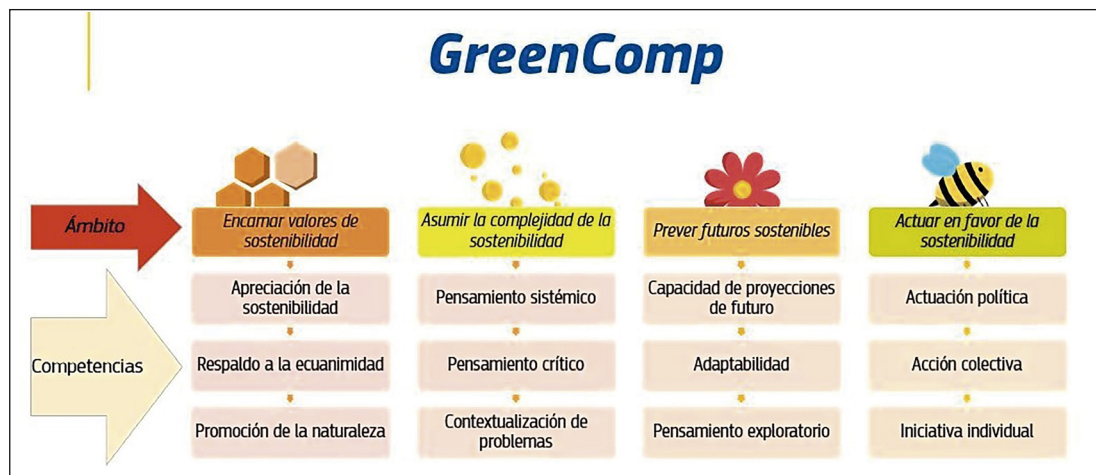 GreenComp
Ámbito
Encarnar valores de
sostenibilidad
Asumir la complejidad de la
sostenibilidad
Prever futuros sostenibles
Actuar en favor de la
sostenibilidad
Competencias
Apreciación de la
sostenibilidad
Pensamiento sistémico
Capacidad de proyecciones
de futuro
Actuación política
Respaldo a la ecuanimidad
Pensamiento crítico
Adaptabilidad
Acción colectiva
Promoción de la naturaleza
Contextualización de
problemas
Pensamiento exploratorio
Iniciativa individual